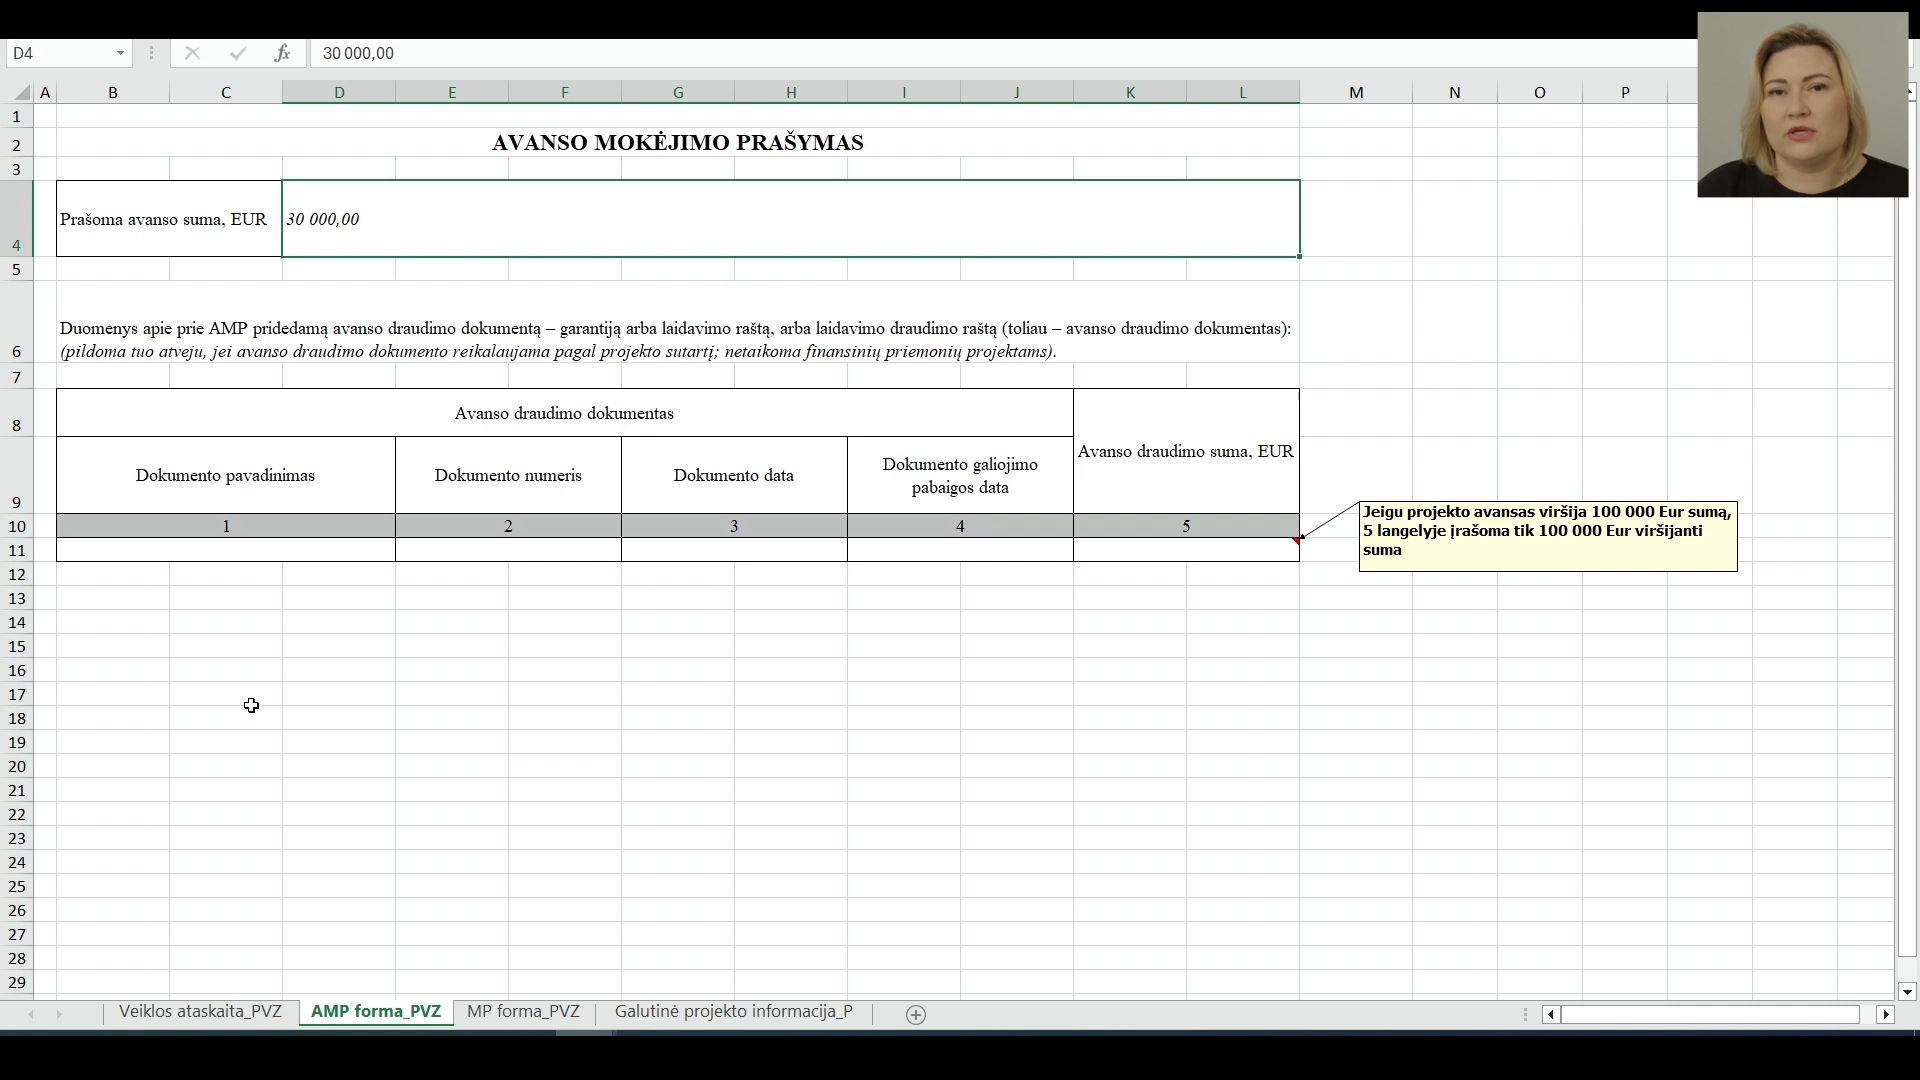 D4
fx
30 000,00
A B C D E F G H I J K L M N O P
1
2 AVANSO MOKĖJIMO PRAŠYMAS
3
4 Prašoma avanso suma, EUR 30 000,00
5
Duomenys apie prie AMP pridedamą avanso draudimo dokumentą – garantiją arba laidavimo raštą, arba laidavimo draudimo raštą (toliau – avanso draudimo dokumentas):
6 (pildoma tuo atveju, jei avanso draudimo dokumento reikalaujama pagal projekto sutartį; netaikoma finansinių priemonių projektams).
7
8 Avanso draudimo dokumentas
Avanso draudimo suma, EUR
9 Dokumento pavadinimas Dokumento numeris Dokumento data
Dokumento galiojimo
pabaigos data
10 1 2 3 4 5
Jeigu projekto avansas viršija 100 000 Eur sumą,
5 langelyje įrašoma tik 100 000 Eur viršijanti
suma
11
12
13
14
15
16
17
18
19
20
21
22
23
24
25
26
27
28
29
Veiklos ataskaita_PVZ AMP forma_PVZ MP forma_PVZ Galutinė projekto informacija_P